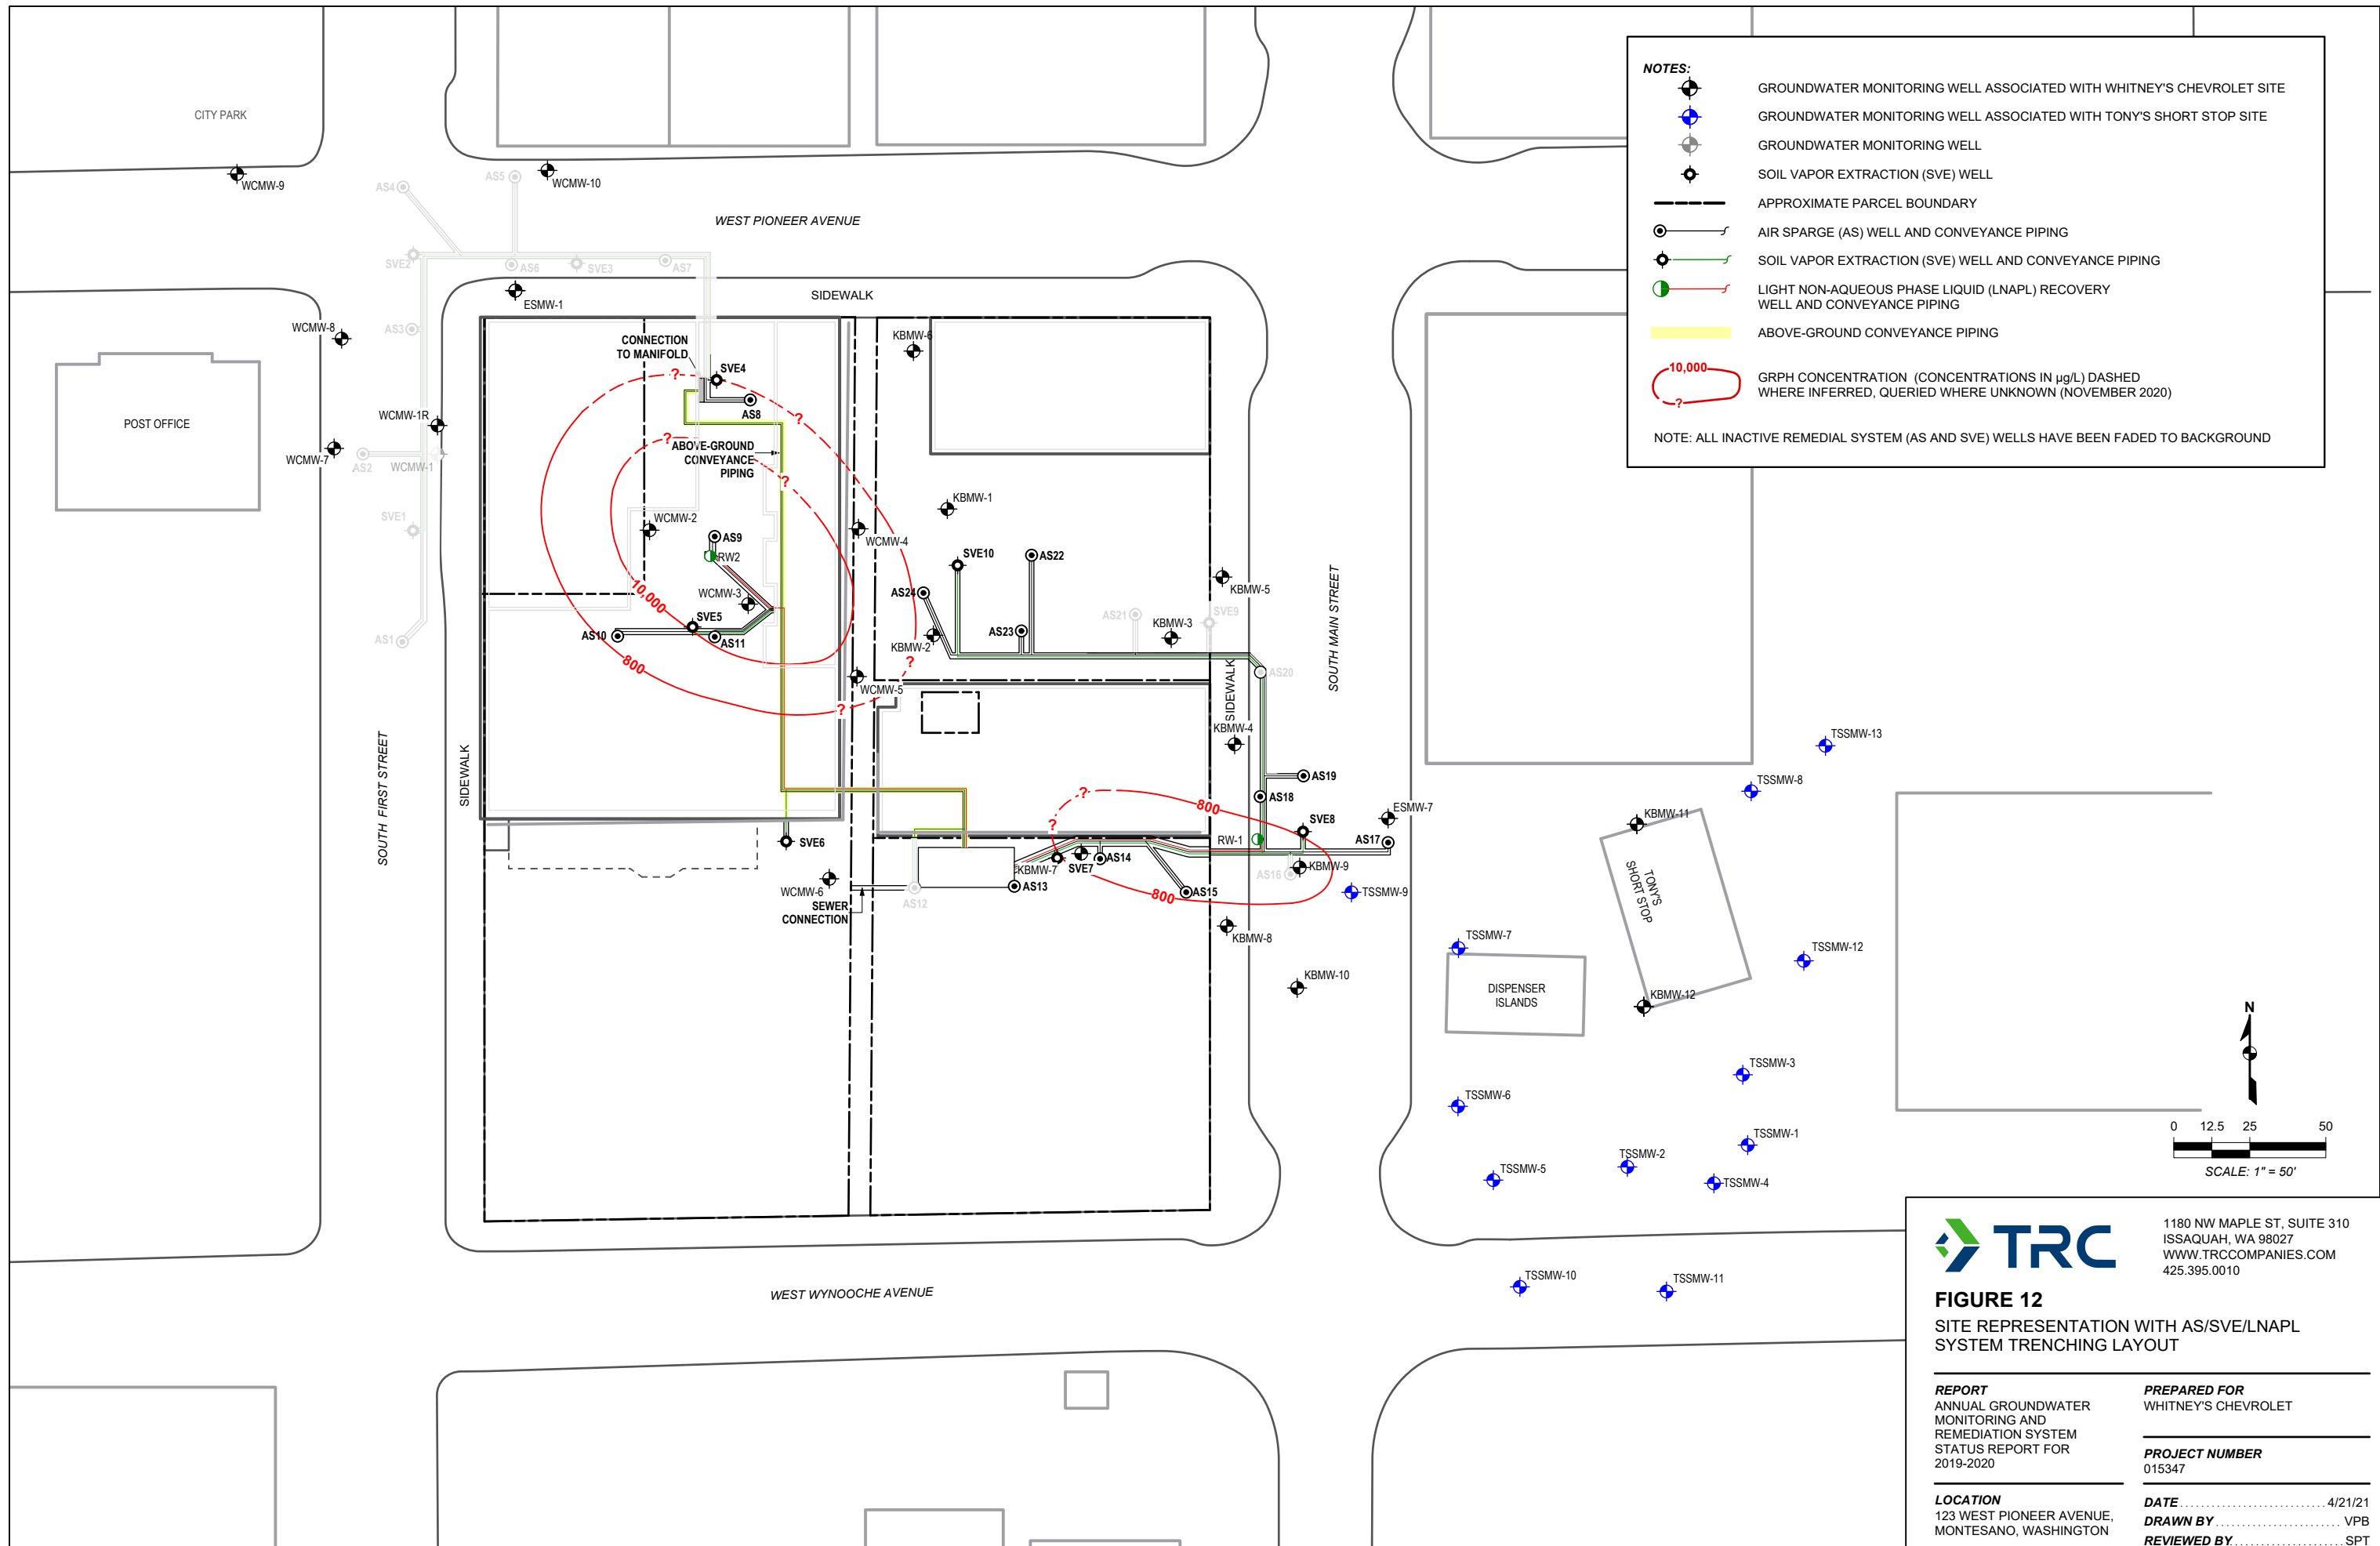 CITY PARK
WCMW-9
AS4
AS5
WCMW-10
WEST PIONEER AVENUE
SVE2
AS6
SVE3
AS7
ESMW-1
SIDEWALK
WCMW-8
AS3
CONNECTION
TO MANIFOLD
SVE4
KBMW-6
?
AS8
?
POST OFFICE
WCMW-1R
WCMW-7
AS2
WCMW-1
?
ABOVE-GROUND
CONVEYANCE
PIPING
?
SVE1
WCMW-2
KBMW-1
AS9
WCMW-4
RW2
SVE10
AS22
10,000
WCMW-3
AS24
KBMW-5
SVE5
AS21
SVE9
AS1
AS10
AS11
KBMW-2
AS23
KBMW-3
800
?
SOUTH MAIN STREET
SIDEWALK
AS20
WCMW-5
?
KBMW-4
SOUTH FIRST STREET
SIDEWALK
AS19
?
800
AS18
?
ESMW-7
SVE8
SVE6
RW-1
AS17
KBMW-7
SVE7
AS14
KBMW-9
AS16
WCMW-6
AS13
800
AS15
TSSMW-9
SEWER
CONNECTION
AS12
KBMW-8
KBMW-10
TSSMW-13
TSSMW-8
KBMW-11
TONY'S
SHORT STOP
TSSMW-7
TSSMW-12
DISPENSER
ISLANDS
KBMW-12
TSSMW-3
TSSMW-6
TSSMW-1
TSSMW-2
TSSMW-5
TSSMW-4
WEST WYNOOCHE AVENUE
TSSMW-10
TSSMW-11
NOTES:
GROUNDWATER MONITORING WELL ASSOCIATED WITH WHITNEY'S CHEVROLET SITE
GROUNDWATER MONITORING WELL ASSOCIATED WITH TONY'S SHORT STOP SITE
GROUNDWATER MONITORING WELL
SOIL VAPOR EXTRACTION (SVE) WELL
APPROXIMATE PARCEL BOUNDARY
AIR SPARGE (AS) WELL AND CONVEYANCE PIPING
SOIL VAPOR EXTRACTION (SVE) WELL AND CONVEYANCE PIPING
LIGHT NON-AQUEOUS PHASE LIQUID (LNAPL) RECOVERY
WELL AND CONVEYANCE PIPING
ABOVE-GROUND CONVEYANCE PIPING
10,000
?
GRPH CONCENTRATION (CONCENTRATIONS IN µg/L) DASHED
WHERE INFERRED, QUERIED WHERE UNKNOWN (NOVEMBER 2020)
NOTE: ALL INACTIVE REMEDIAL SYSTEM (AS AND SVE) WELLS HAVE BEEN FADED TO BACKGROUND
N
0 12.5 25 50
SCALE: 1" = 50'
TRC
1180 NW MAPLE ST, SUITE 310
ISSAQUAH, WA 98027
WWW.TRCCOMPANIES.COM
425.395.0010
FIGURE 12
SITE REPRESENTATION WITH AS/SVE/LNAPL
SYSTEM TRENCHING LAYOUT
REPORT
ANNUAL GROUNDWATER
MONITORING AND
REMEDIATION SYSTEM
STATUS REPORT FOR
2019-2020
PREPARED FOR
WHITNEY'S CHEVROLET
PROJECT NUMBER
015347
LOCATION
123 WEST PIONEER AVENUE,
MONTESANO, WASHINGTON
DATE 4/21/21
DRAWN BY VPB
REVIEWED BY SPT